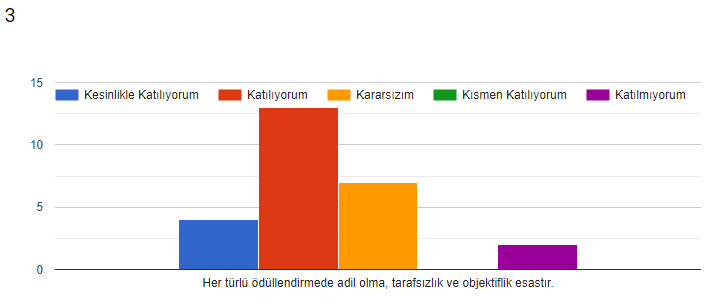 3
15
Kesinlikle Katılıyorum Katılıyorum Kararsızım Kısmen Katılıyorum Katılmıyorum
10
5
0
Her türlü ödüllendirmede adil olma, tarafsızlık ve objektiflik esastır.